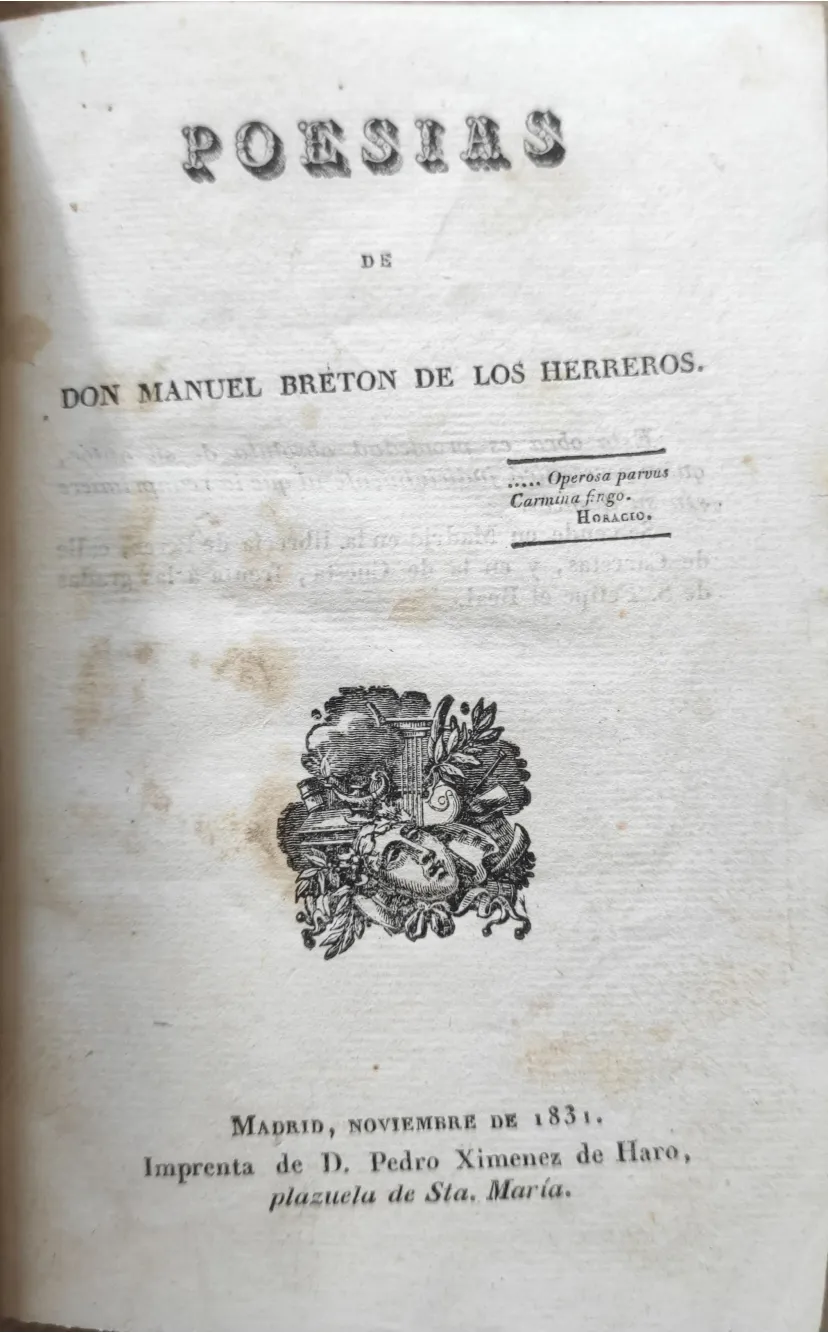 POESIAS
DE
DON MANUEL BRETON DE LOS HERREROS.
..... Operosa parvus
Carmina fingo.
HORACIO.
MADRID, NOVIEMBRE DE 1831.
Imprenta de D. Pedro Ximenez de Haro,
plazuela de Sta. María.